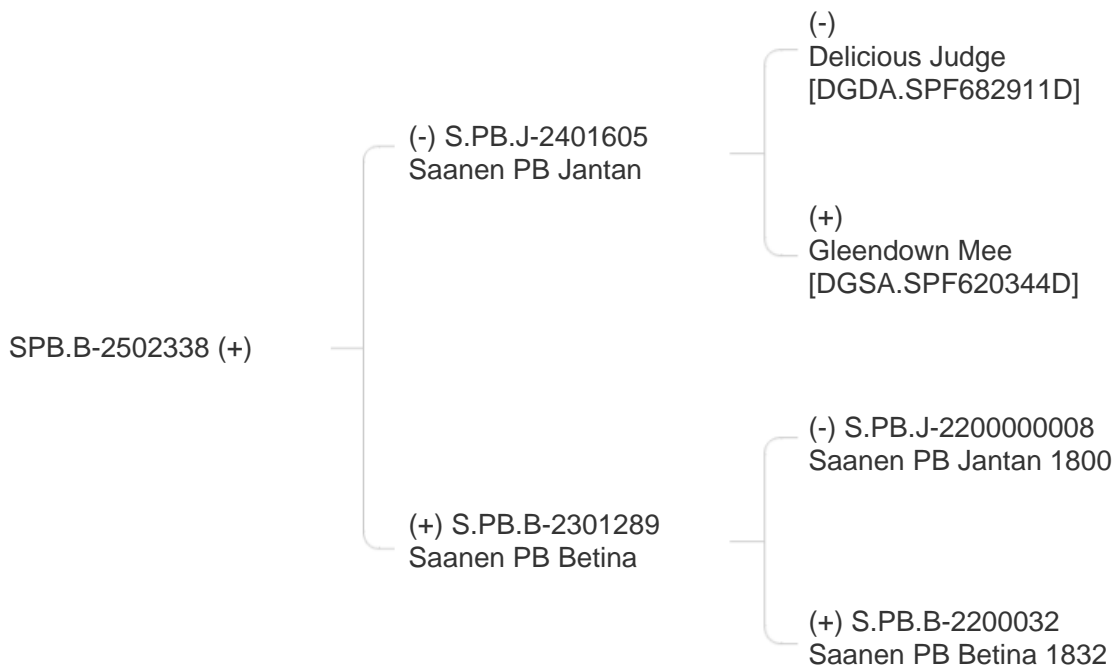 (-)
Delicious Judge
[DGDA.SPF682911D]
(-) S.PB.J-2401605
Saanen PB Jantan
(+)
Gleendown Mee
[DGSA.SPF620344D]
SPB.B-2502338 (+)
(-) S.PB.J-2200000008
Saanen PB Jantan 1800
(+) S.PB.B-2301289
Saanen PB Betina
(+) S.PB.B-2200032
Saanen PB Betina 1832